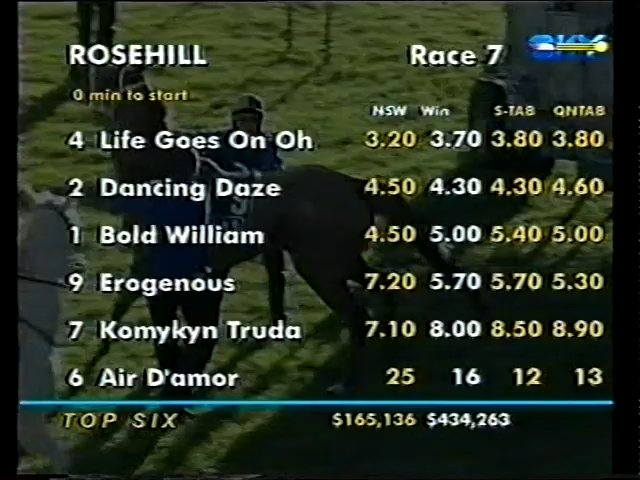 ROSEHILL Race 7 SKY
0 min to start
NSW Win S-TAB QNTAB
4 Life Goes On Oh 3.20 3.70 3.80 3.80
2 Dancing Daze 4.50 4.30 4.30 4.60
1 Bold William 4.50 5.00 5.40 5.00
9 Erogenous 7.20 5.70 5.70 5.30
7 Komykyn Truda 7.10 8.00 8.50 8.90
6 Air D'amor 25 16 12 13
TOP SIX $165,136 $434,263